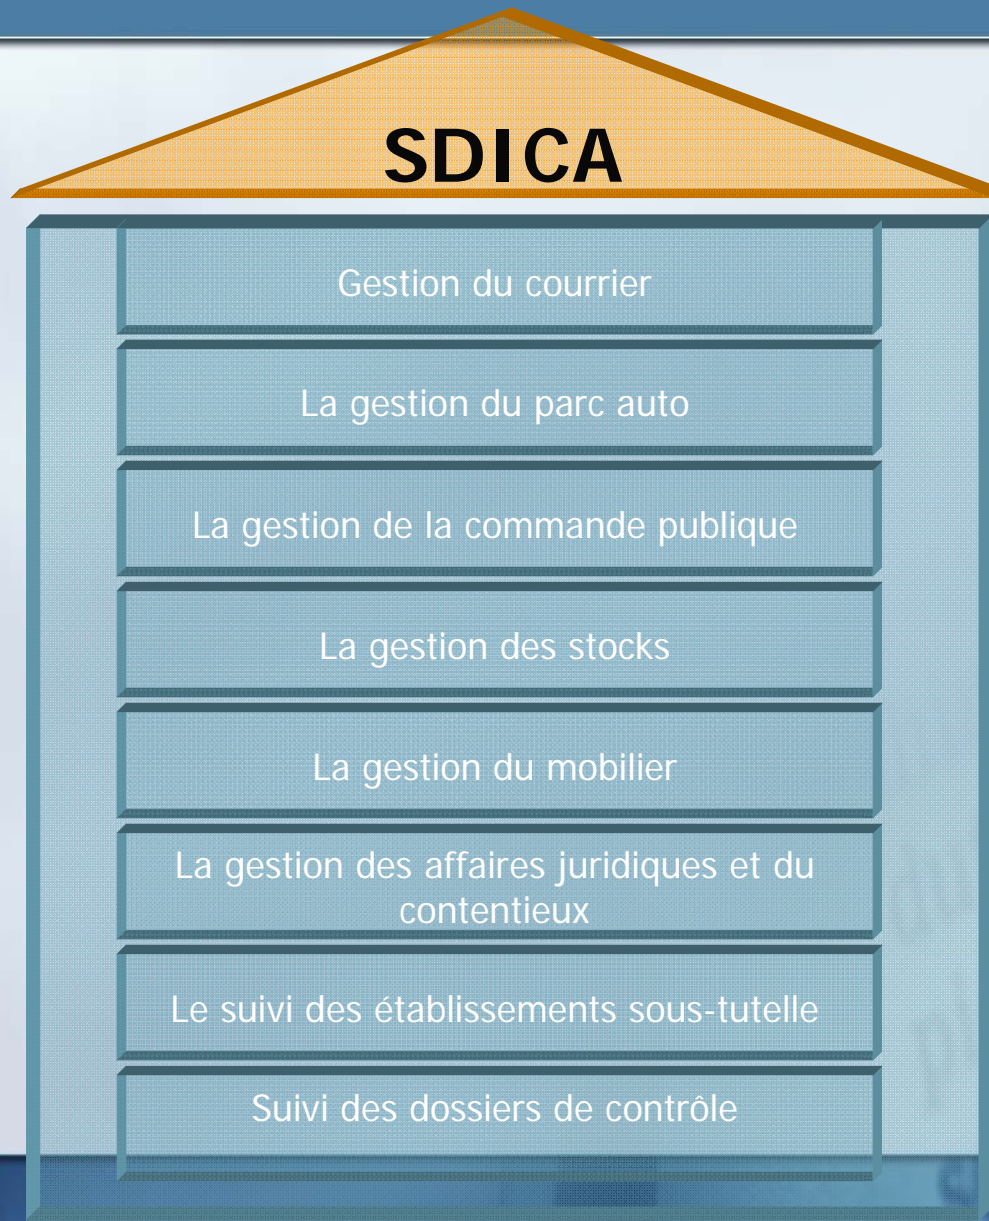 SDICA
Gestion du courrier
La gestion du parc auto
La gestion de la commande publique
La gestion des stocks
La gestion du mobilier
La gestion des affaires juridiques et du
contentieux
Le suivi des établissements sous-tutelle
Suivi des dossiers de contrôle